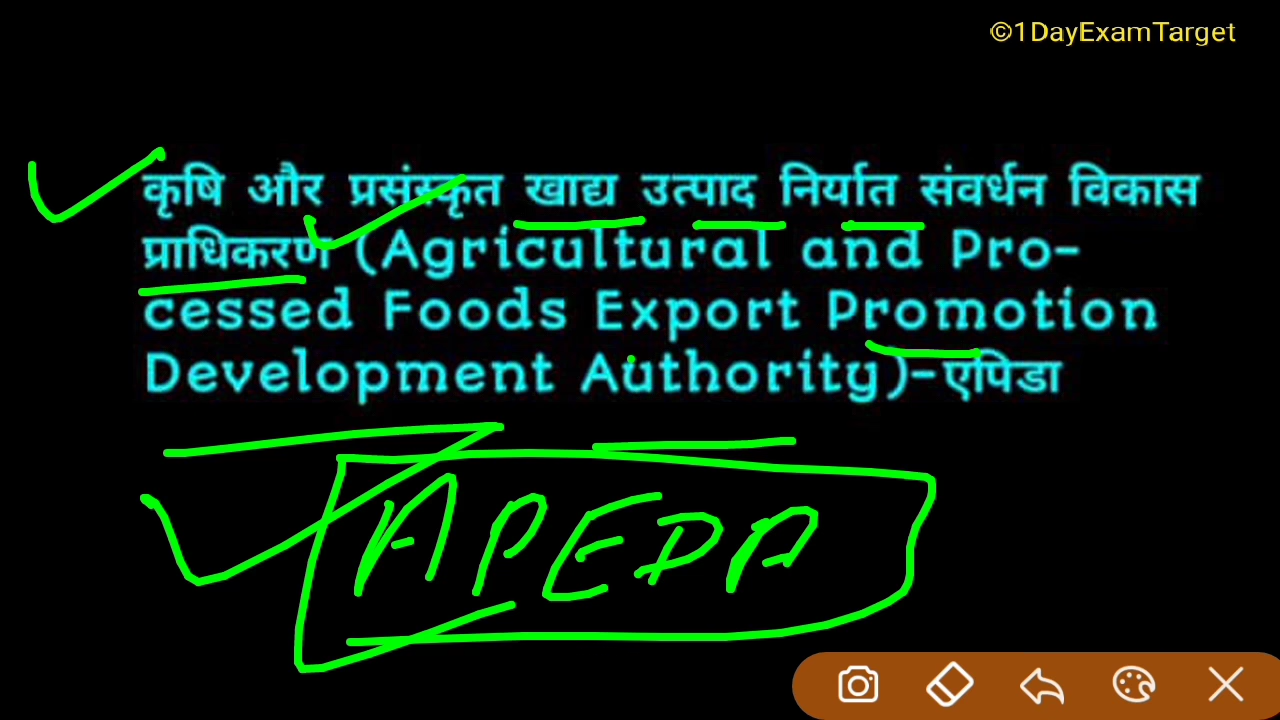 ©1DayExamTarget
कृषि और प्रसंस्कृत खाद्य उत्पाद निर्यात संवर्धन विकास
प्राधिकरण (Agricultural and Pro-
cessed Foods Export Promotion
Development Authority)-एपिडा
APEDA